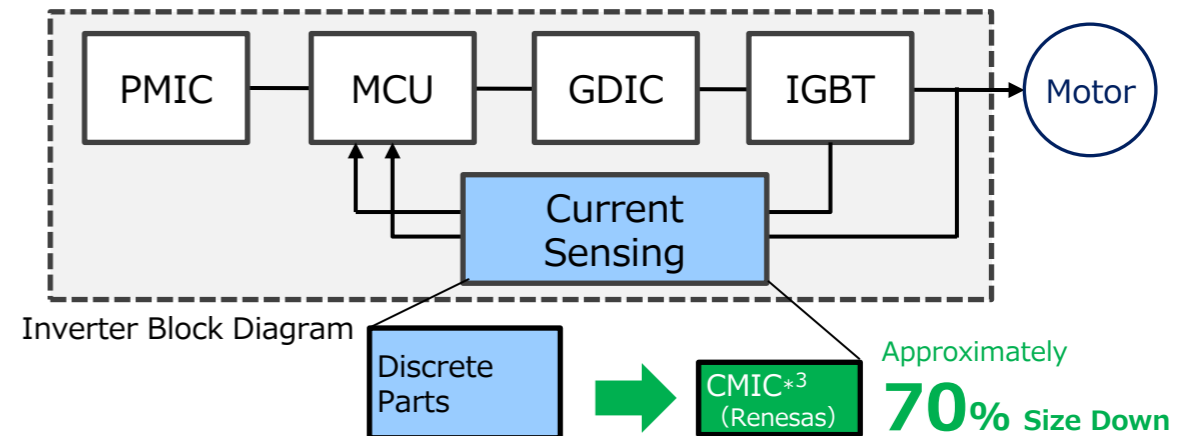 PMIC
MCU
GDIC
IGBT
Motor
Current
Sensing
Inverter Block Diagram
Discrete
Parts
CMIC*3
（Renesas）
Approximately
70% Size Down